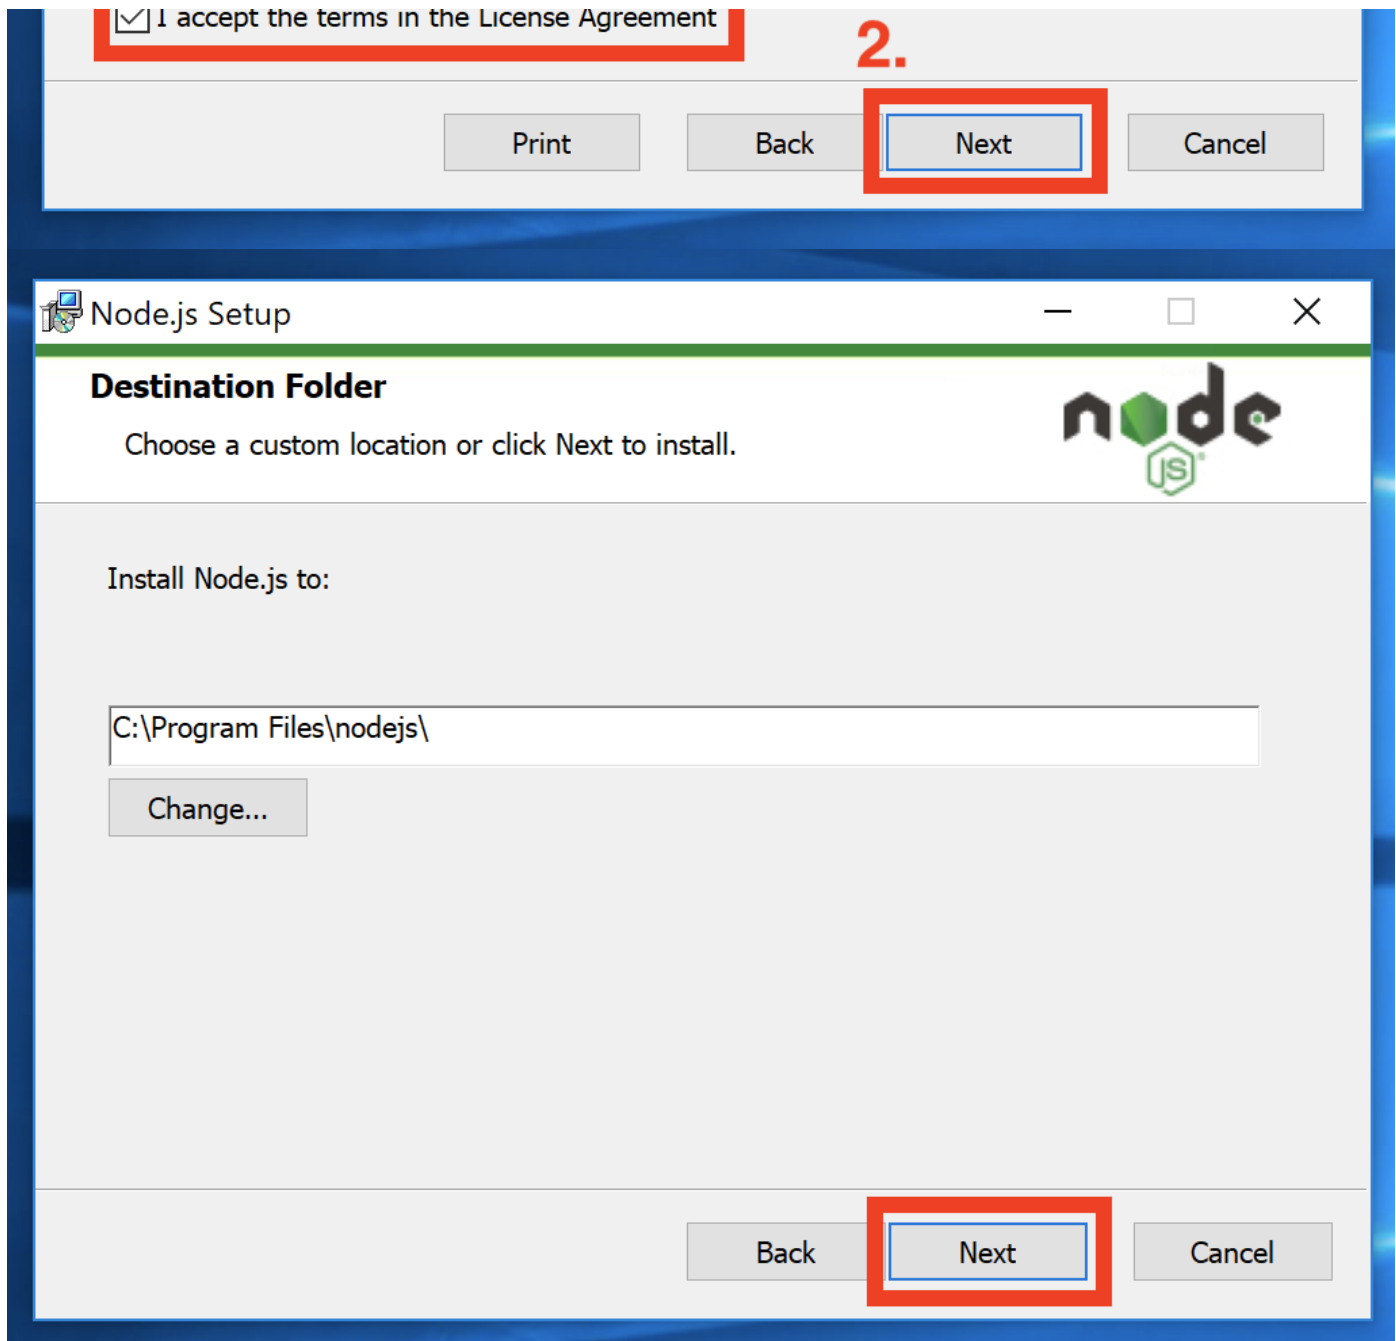 I accept the terms in the License Agreement
2.
Print Back Next Cancel
Node.js Setup
Destination Folder
Choose a custom location or click Next to install.
node
JS
Install Node.js to:
C:\Program Files\nodejs\
Change...
Back Next Cancel